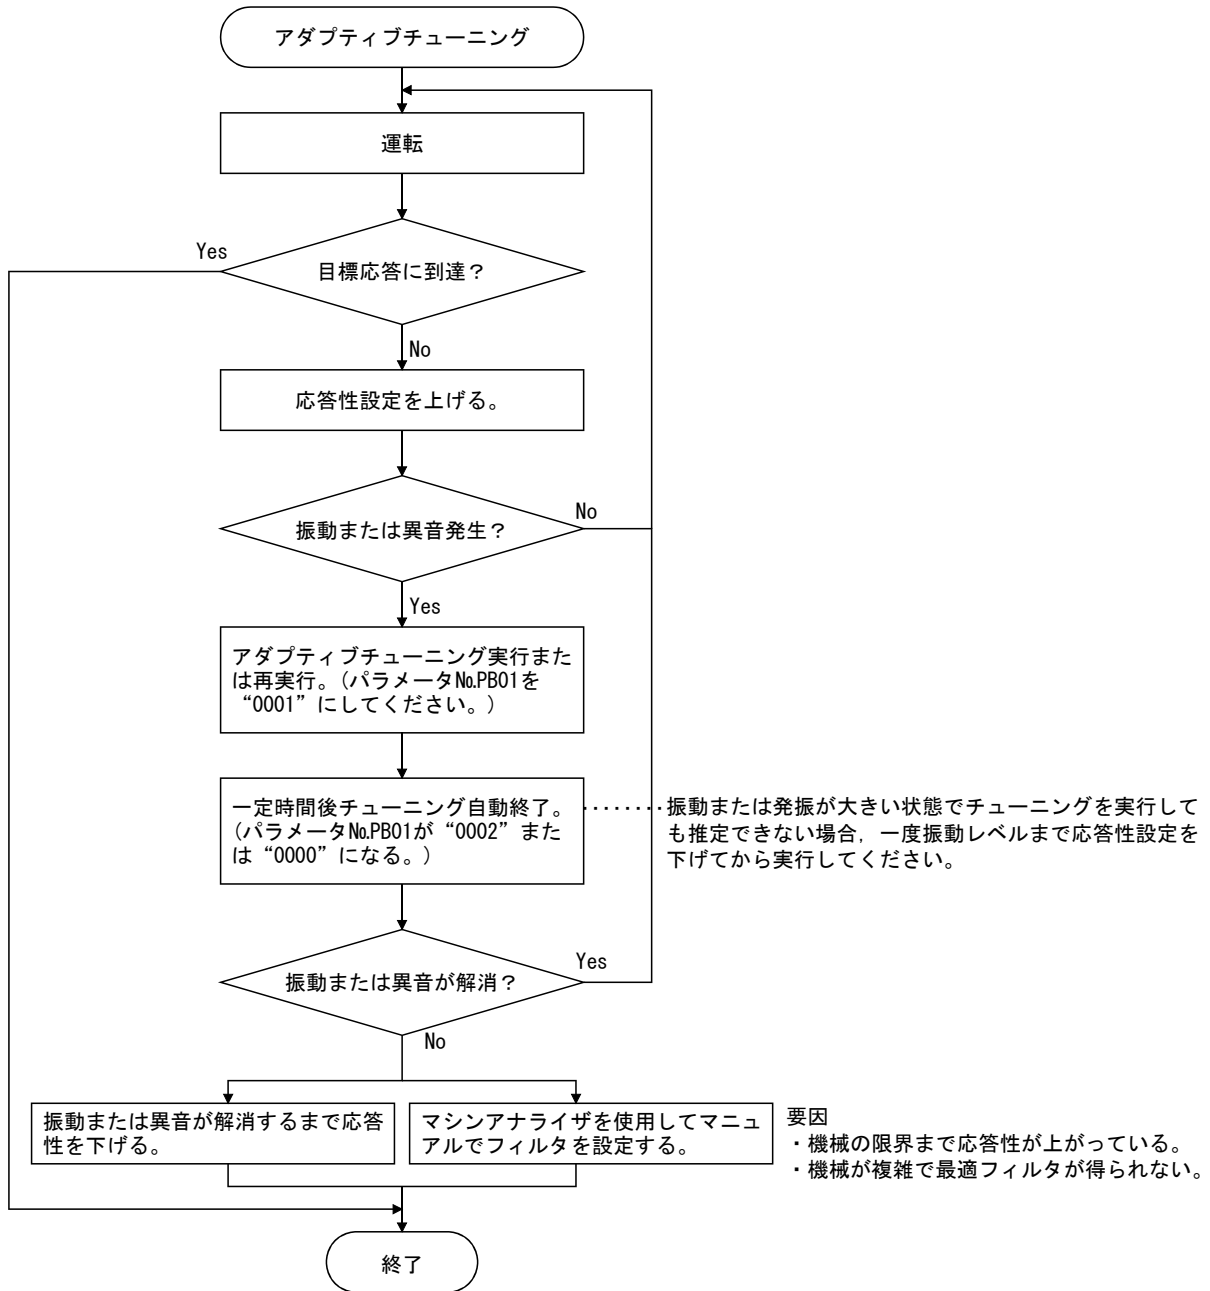 アダプティブチューニング
運転
Yes
目標応答に到達?
No
応答性設定を上げる。
振動または異音発生?
No
Yes
アダプティブチューニング実行また
は再実行。(パラメータ№PB01を
“0001”にしてください。)
一定時間後チューニング自動終了。
(パラメータ№PB01が“0002”また
は“0000”になる。)
振動または発振が大きい状態でチューニングを実行して
も推定できない場合,一度振動レベルまで応答性設定を
下げてから実行してください。
振動または異音が解消?
Yes
No
振動または異音が解消するまで応答
性を下げる。
マシンアナライザを使用してマニュ
アルでフィルタを設定する。
要因
・機械の限界まで応答性が上がっている。
・機械が複雑で最適フィルタが得られない。
終了